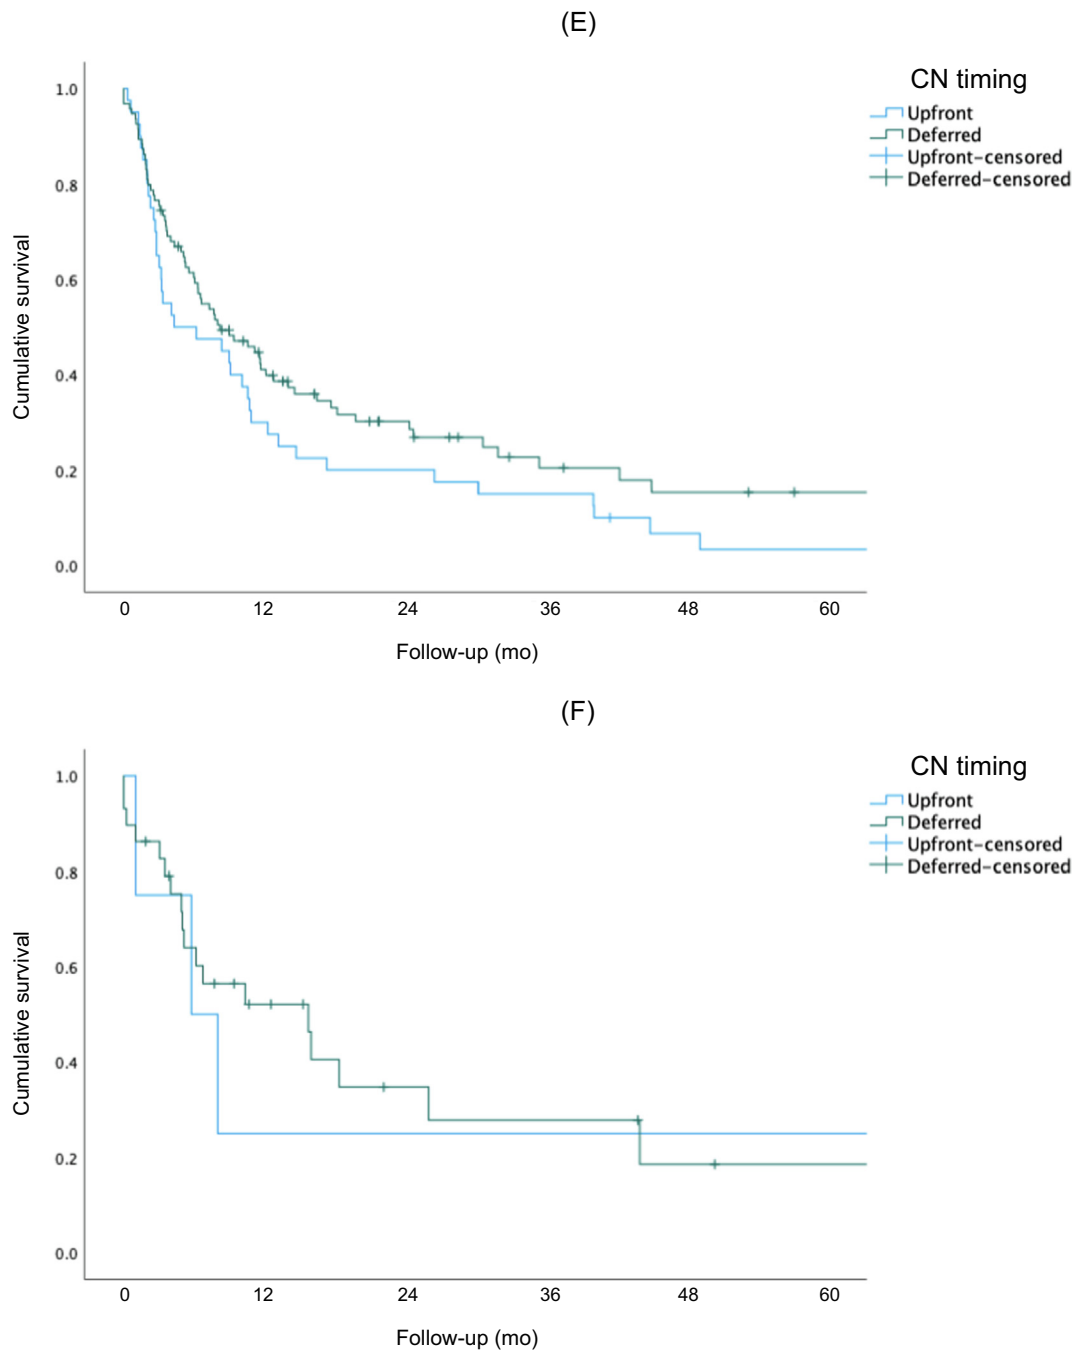 (E)
CN timing
Upfront
Deferred
Upfront-censored
Deferred-censored
Cumulative survival
1.0
0.8
0.6
0.4
0.2
0.0
0 12 24 36 48 60
Follow-up (mo)
(F)
CN timing
Upfront
Deferred
Upfront-censored
Deferred-censored
Cumulative survival
1.0
0.8
0.6
0.4
0.2
0.0
0 12 24 36 48 60
Follow-up (mo)